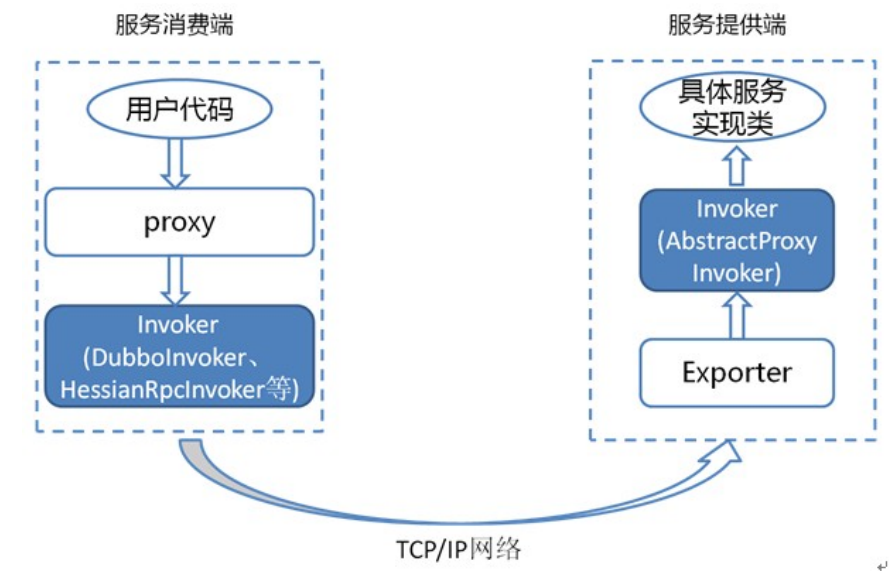 服务消费端
用户代码
proxy
Invoker
(DubboInvoker、
HessianRpcInvoker等)
服务提供端
具体服务
实现类
Invoker
(AbstractProxy
Invoker)
Exporter
TCP/IP网络